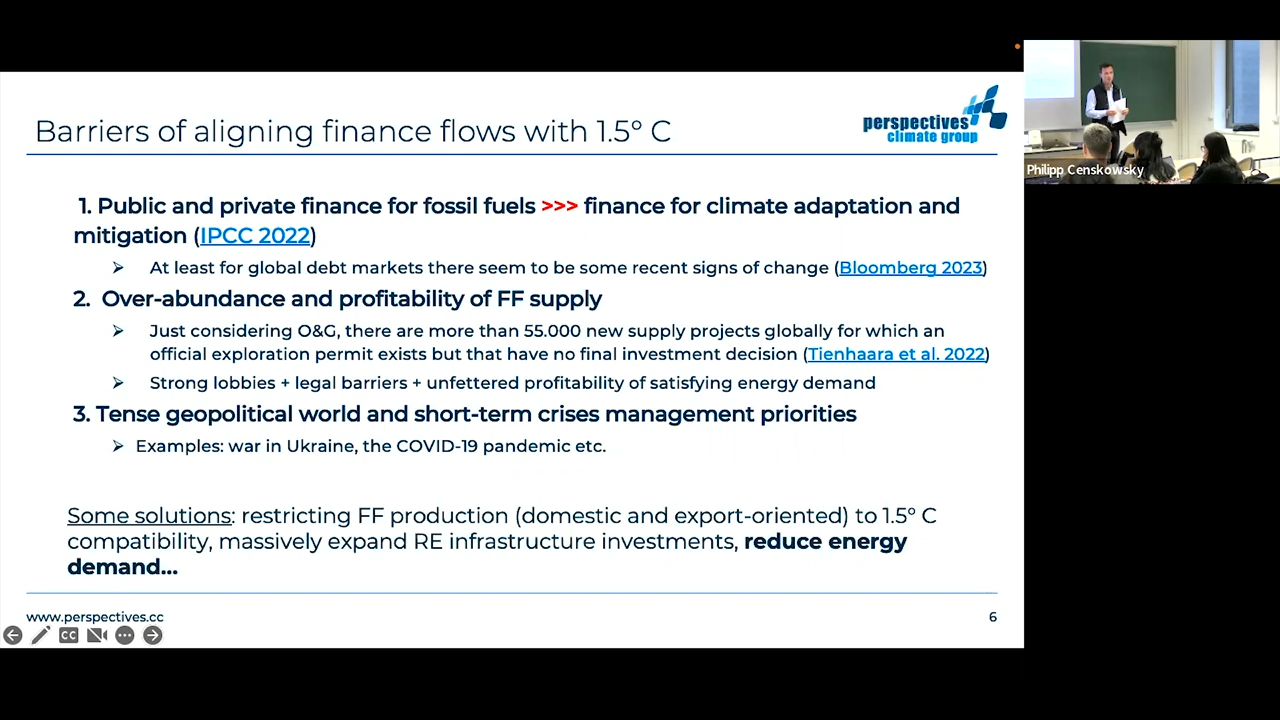 Barriers of aligning finance flows with 1.5° C
perspectives
climate group
Philipp Censkowsky
1. Public and private finance for fossil fuels >>> finance for climate adaptation and
mitigation (IPCC 2022)
At least for global debt markets there seem to be some recent signs of change (Bloomberg 2023)
2. Over-abundance and profitability of FF supply
Just considering O&G, there are more than 55.000 new supply projects globally for which an
official exploration permit exists but that have no final investment decision (Tienhaara et al. 2022)
Strong lobbies + legal barriers + unfettered profitability of satisfying energy demand
3. Tense geopolitical world and short-term crises management priorities
Examples: war in Ukraine, the COVID-19 pandemic etc.
Some solutions: restricting FF production (domestic and export-oriented) to 1.5° C
compatibility, massively expand RE infrastructure investments, reduce energy
demand...
www.perspectives.cc
6
CC